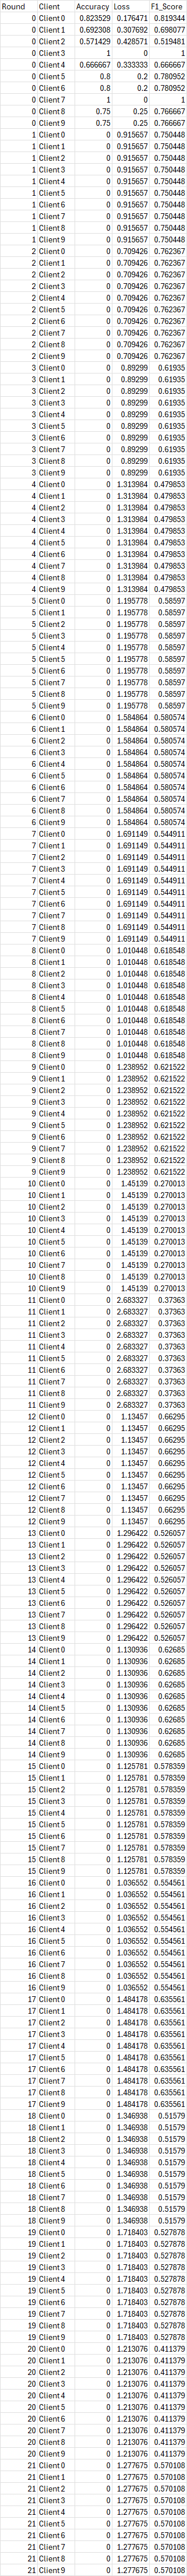 Round Accuracy Loss F1_Score
0 Client 0 0.823529 0.176471 0.819344
0 Client 1 0.692308 0.307692 0.698077
0 Client 2 0.571429 0.428571 0.519481
0 Client 3 1 0 1
0 Client 4 0.666667 0.333333 0.666667
0 Client 5 0.8 0.2 0.780952
0 Client 6 0.8 0.2 0.780952
0 Client 7 1 0 1
0 Client 8 0.75 0.25 0.766667
0 Client 9 0.75 0.25 0.766667
1 Client 0 0 0.915657 0.750448
1 Client 1 0 0.915657 0.750448
1 Client 2 0 0.915657 0.750448
1 Client 3 0 0.915657 0.750448
1 Client 4 0 0.915657 0.750448
1 Client 5 0 0.915657 0.750448
1 Client 6 0 0.915657 0.750448
1 Client 7 0 0.915657 0.750448
1 Client 8 0 0.915657 0.750448
1 Client 9 0 0.915657 0.750448
2 Client 0 0 0.709426 0.762367
2 Client 1 0 0.709426 0.762367
2 Client 2 0 0.709426 0.762367
2 Client 3 0 0.709426 0.762367
2 Client 4 0 0.709426 0.762367
2 Client 5 0 0.709426 0.762367
2 Client 6 0 0.709426 0.762367
2 Client 7 0 0.709426 0.762367
2 Client 8 0 0.709426 0.762367
2 Client 9 0 0.709426 0.762367
3 Client 0 0 0.89299 0.61935
3 Client 1 0 0.89299 0.61935
3 Client 2 0 0.89299 0.61935
3 Client 3 0 0.89299 0.61935
3 Client 4 0 0.89299 0.61935
3 Client 5 0 0.89299 0.61935
3 Client 6 0 0.89299 0.61935
3 Client 7 0 0.89299 0.61935
3 Client 8 0 0.89299 0.61935
3 Client 9 0 0.89299 0.61935
4 Client 0 0 1.313984 0.479853
4 Client 1 0 1.313984 0.479853
4 Client 2 0 1.313984 0.479853
4 Client 3 0 1.313984 0.479853
4 Client 4 0 1.313984 0.479853
4 Client 5 0 1.313984 0.479853
4 Client 6 0 1.313984 0.479853
4 Client 7 0 1.313984 0.479853
4 Client 8 0 1.313984 0.479853
4 Client 9 0 1.313984 0.479853
5 Client 0 0 1.195778 0.58597
5 Client 1 0 1.195778 0.58597
5 Client 2 0 1.195778 0.58597
5 Client 3 0 1.195778 0.58597
5 Client 4 0 1.195778 0.58597
5 Client 5 0 1.195778 0.58597
5 Client 6 0 1.195778 0.58597
5 Client 7 0 1.195778 0.58597
5 Client 8 0 1.195778 0.58597
5 Client 9 0 1.195778 0.58597
6 Client 0 0 1.584864 0.580574
6 Client 1 0 1.584864 0.580574
6 Client 2 0 1.584864 0.580574
6 Client 3 0 1.584864 0.580574
6 Client 4 0 1.584864 0.580574
6 Client 5 0 1.584864 0.580574
6 Client 6 0 1.584864 0.580574
6 Client 7 0 1.584864 0.580574
6 Client 8 0 1.584864 0.580574
6 Client 9 0 1.584864 0.580574
7 Client 0 0 1.691149 0.544911
7 Client 1 0 1.691149 0.544911
7 Client 2 0 1.691149 0.544911
7 Client 3 0 1.691149 0.544911
7 Client 4 0 1.691149 0.544911
7 Client 5 0 1.691149 0.544911
7 Client 6 0 1.691149 0.544911
7 Client 7 0 1.691149 0.544911
7 Client 8 0 1.691149 0.544911
7 Client 9 0 1.691149 0.544911
8 Client 0 0 1.010448 0.618548
8 Client 1 0 1.010448 0.618548
8 Client 2 0 1.010448 0.618548
8 Client 3 0 1.010448 0.618548
8 Client 4 0 1.010448 0.618548
8 Client 5 0 1.010448 0.618548
8 Client 6 0 1.010448 0.618548
8 Client 7 0 1.010448 0.618548
8 Client 8 0 1.010448 0.618548
8 Client 9 0 1.010448 0.618548
9 Client 0 0 1.238952 0.621522
9 Client 1 0 1.238952 0.621522
9 Client 2 0 1.238952 0.621522
9 Client 3 0 1.238952 0.621522
9 Client 4 0 1.238952 0.621522
9 Client 5 0 1.238952 0.621522
9 Client 6 0 1.238952 0.621522
9 Client 7 0 1.238952 0.621522
9 Client 8 0 1.238952 0.621522
9 Client 9 0 1.238952 0.621522
10 Client 0 0 1.45139 0.270013
10 Client 1 0 1.45139 0.270013
10 Client 2 0 1.45139 0.270013
10 Client 3 0 1.45139 0.270013
10 Client 4 0 1.45139 0.270013
10 Client 5 0 1.45139 0.270013
10 Client 6 0 1.45139 0.270013
10 Client 7 0 1.45139 0.270013
10 Client 8 0 1.45139 0.270013
10 Client 9 0 1.45139 0.270013
11 Client 0 0 2.683327 0.37363
11 Client 1 0 2.683327 0.37363
11 Client 2 0 2.683327 0.37363
11 Client 3 0 2.683327 0.37363
11 Client 4 0 2.683327 0.37363
11 Client 5 0 2.683327 0.37363
11 Client 6 0 2.683327 0.37363
11 Client 7 0 2.683327 0.37363
11 Client 8 0 2.683327 0.37363
11 Client 9 0 2.683327 0.37363
12 Client 0 0 1.13457 0.66295
12 Client 1 0 1.13457 0.66295
12 Client 2 0 1.13457 0.66295
12 Client 3 0 1.13457 0.66295
12 Client 4 0 1.13457 0.66295
12 Client 5 0 1.13457 0.66295
12 Client 6 0 1.13457 0.66295
12 Client 7 0 1.13457 0.66295
12 Client 8 0 1.13457 0.66295
12 Client 9 0 1.13457 0.66295
13 Client 0 0 1.296422 0.526057
13 Client 1 0 1.296422 0.526057
13 Client 2 0 1.296422 0.526057
13 Client 3 0 1.296422 0.526057
13 Client 4 0 1.296422 0.526057
13 Client 5 0 1.296422 0.526057
13 Client 6 0 1.296422 0.526057
13 Client 7 0 1.296422 0.526057
13 Client 8 0 1.296422 0.526057
13 Client 9 0 1.296422 0.526057
14 Client 0 0 1.130936 0.62685
14 Client 1 0 1.130936 0.62685
14 Client 2 0 1.130936 0.62685
14 Client 3 0 1.130936 0.62685
14 Client 4 0 1.130936 0.62685
14 Client 5 0 1.130936 0.62685
14 Client 6 0 1.130936 0.62685
14 Client 7 0 1.130936 0.62685
14 Client 8 0 1.130936 0.62685
14 Client 9 0 1.130936 0.62685
15 Client 0 0 1.125781 0.578359
15 Client 1 0 1.125781 0.578359
15 Client 2 0 1.125781 0.578359
15 Client 3 0 1.125781 0.578359
15 Client 4 0 1.125781 0.578359
15 Client 5 0 1.125781 0.578359
15 Client 6 0 1.125781 0.578359
15 Client 7 0 1.125781 0.578359
15 Client 8 0 1.125781 0.578359
15 Client 9 0 1.125781 0.578359
16 Client 0 0 1.036552 0.554561
16 Client 1 0 1.036552 0.554561
16 Client 2 0 1.036552 0.554561
16 Client 3 0 1.036552 0.554561
16 Client 4 0 1.036552 0.554561
16 Client 5 0 1.036552 0.554561
16 Client 6 0 1.036552 0.554561
16 Client 7 0 1.036552 0.554561
16 Client 8 0 1.036552 0.554561
16 Client 9 0 1.036552 0.554561
17 Client 0 0 1.484178 0.635561
17 Client 1 0 1.484178 0.635561
17 Client 2 0 1.484178 0.635561
17 Client 3 0 1.484178 0.635561
17 Client 4 0 1.484178 0.635561
17 Client 5 0 1.484178 0.635561
17 Client 6 0 1.484178 0.635561
17 Client 7 0 1.484178 0.635561
17 Client 8 0 1.484178 0.635561
17 Client 9 0 1.484178 0.635561
18 Client 0 0 1.346938 0.51579
18 Client 1 0 1.346938 0.51579
18 Client 2 0 1.346938 0.51579
18 Client 3 0 1.346938 0.51579
18 Client 4 0 1.346938 0.51579
18 Client 5 0 1.346938 0.51579
18 Client 6 0 1.346938 0.51579
18 Client 7 0 1.346938 0.51579
18 Client 8 0 1.346938 0.51579
18 Client 9 0 1.346938 0.51579
19 Client 0 0 1.718403 0.527878
19 Client 1 0 1.718403 0.527878
19 Client 2 0 1.718403 0.527878
19 Client 3 0 1.718403 0.527878
19 Client 4 0 1.718403 0.527878
19 Client 5 0 1.718403 0.527878
19 Client 6 0 1.718403 0.527878
19 Client 7 0 1.718403 0.527878
19 Client 8 0 1.718403 0.527878
19 Client 9 0 1.718403 0.527878
20 Client 0 0 1.213076 0.411379
20 Client 1 0 1.213076 0.411379
20 Client 2 0 1.213076 0.411379
20 Client 3 0 1.213076 0.411379
20 Client 4 0 1.213076 0.411379
20 Client 5 0 1.213076 0.411379
20 Client 6 0 1.213076 0.411379
20 Client 7 0 1.213076 0.411379
20 Client 8 0 1.213076 0.411379
20 Client 9 0 1.213076 0.411379
21 Client 0 0 1.277675 0.570108
21 Client 1 0 1.277675 0.570108
21 Client 2 0 1.277675 0.570108
21 Client 3 0 1.277675 0.570108
21 Client 4 0 1.277675 0.570108
21 Client 5 0 1.277675 0.570108
21 Client 6 0 1.277675 0.570108
21 Client 7 0 1.277675 0.570108
21 Client 8 0 1.277675 0.570108
21 Client 9 0 1.277675 0.570108